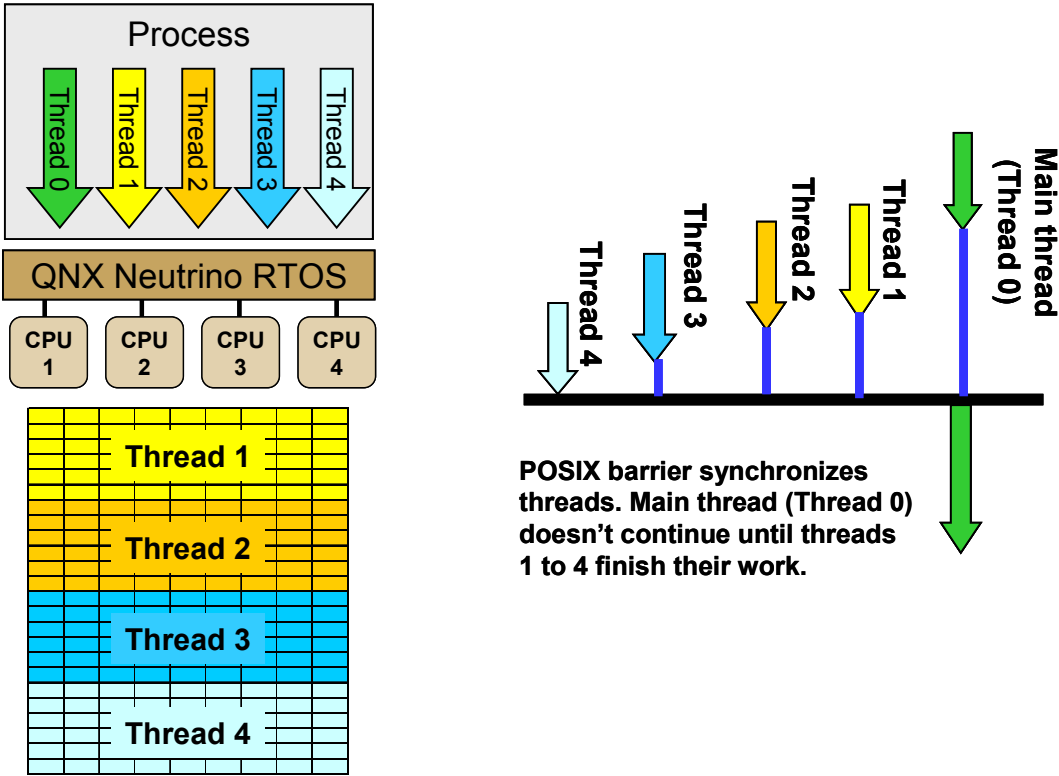 Process
Thread 0
Thread 1
Thread 2
Thread 3
Thread 4
QNX Neutrino RTOS
CPU
1
CPU
2
CPU
3
CPU
4
Thread 1
Thread 2
Thread 3
Thread 4
Thread 4
Thread 3
Thread 2
Thread 1
Main thread
(Thread 0)
POSIX barrier synchronizes
threads. Main thread (Thread 0)
doesn’t continue until threads
1 to 4 finish their work.